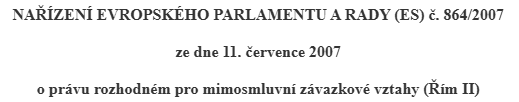 NAŘÍZENÍ EVROPSKÉHO PARLAMENTU A RADY (ES) č. 864/2007
ze dne 11. července 2007
o právu rozhodném pro mimosmluvní závazkové vztahy (Řím II)